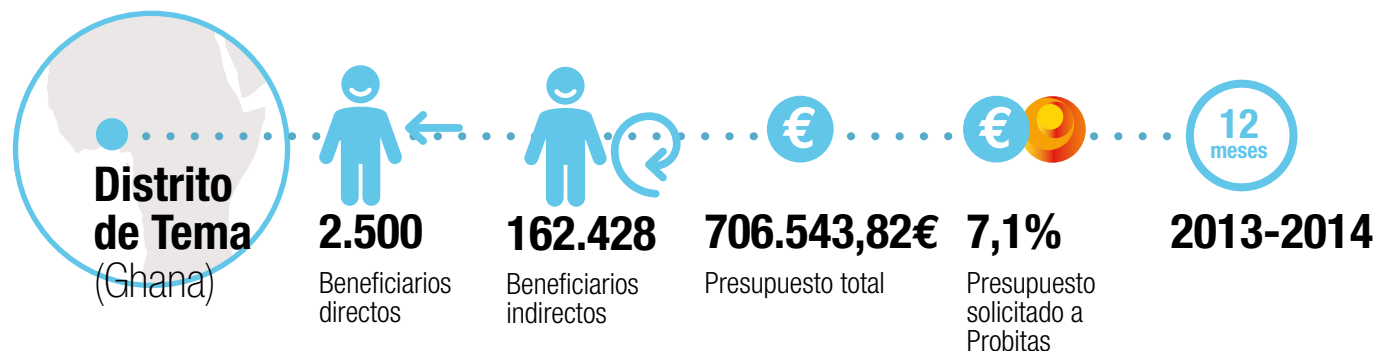 Distrito
de Tema
(Ghana)
2.500
Beneficiarios
directos
162.428
Beneficiarios
indirectos
€
706.543,82€
Presupuesto total
€
7,1%
Presupuesto
solicitado a
Probitas
12
meses
2013-2014